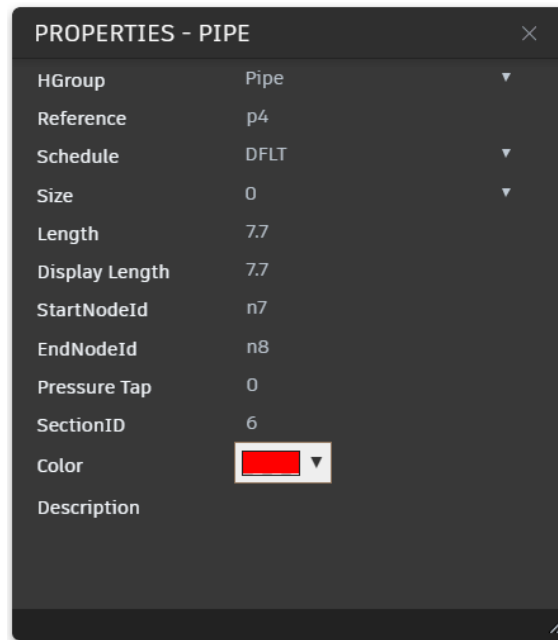 PROPERTIES - PIPE
HGroup Pipe
Reference p4
Schedule DFLT
Size 0
Length 7.7
Display Length 7.7
StartNodeId n7
EndNodeId n8
Pressure Tap 0
SectionID 6
Color
Description